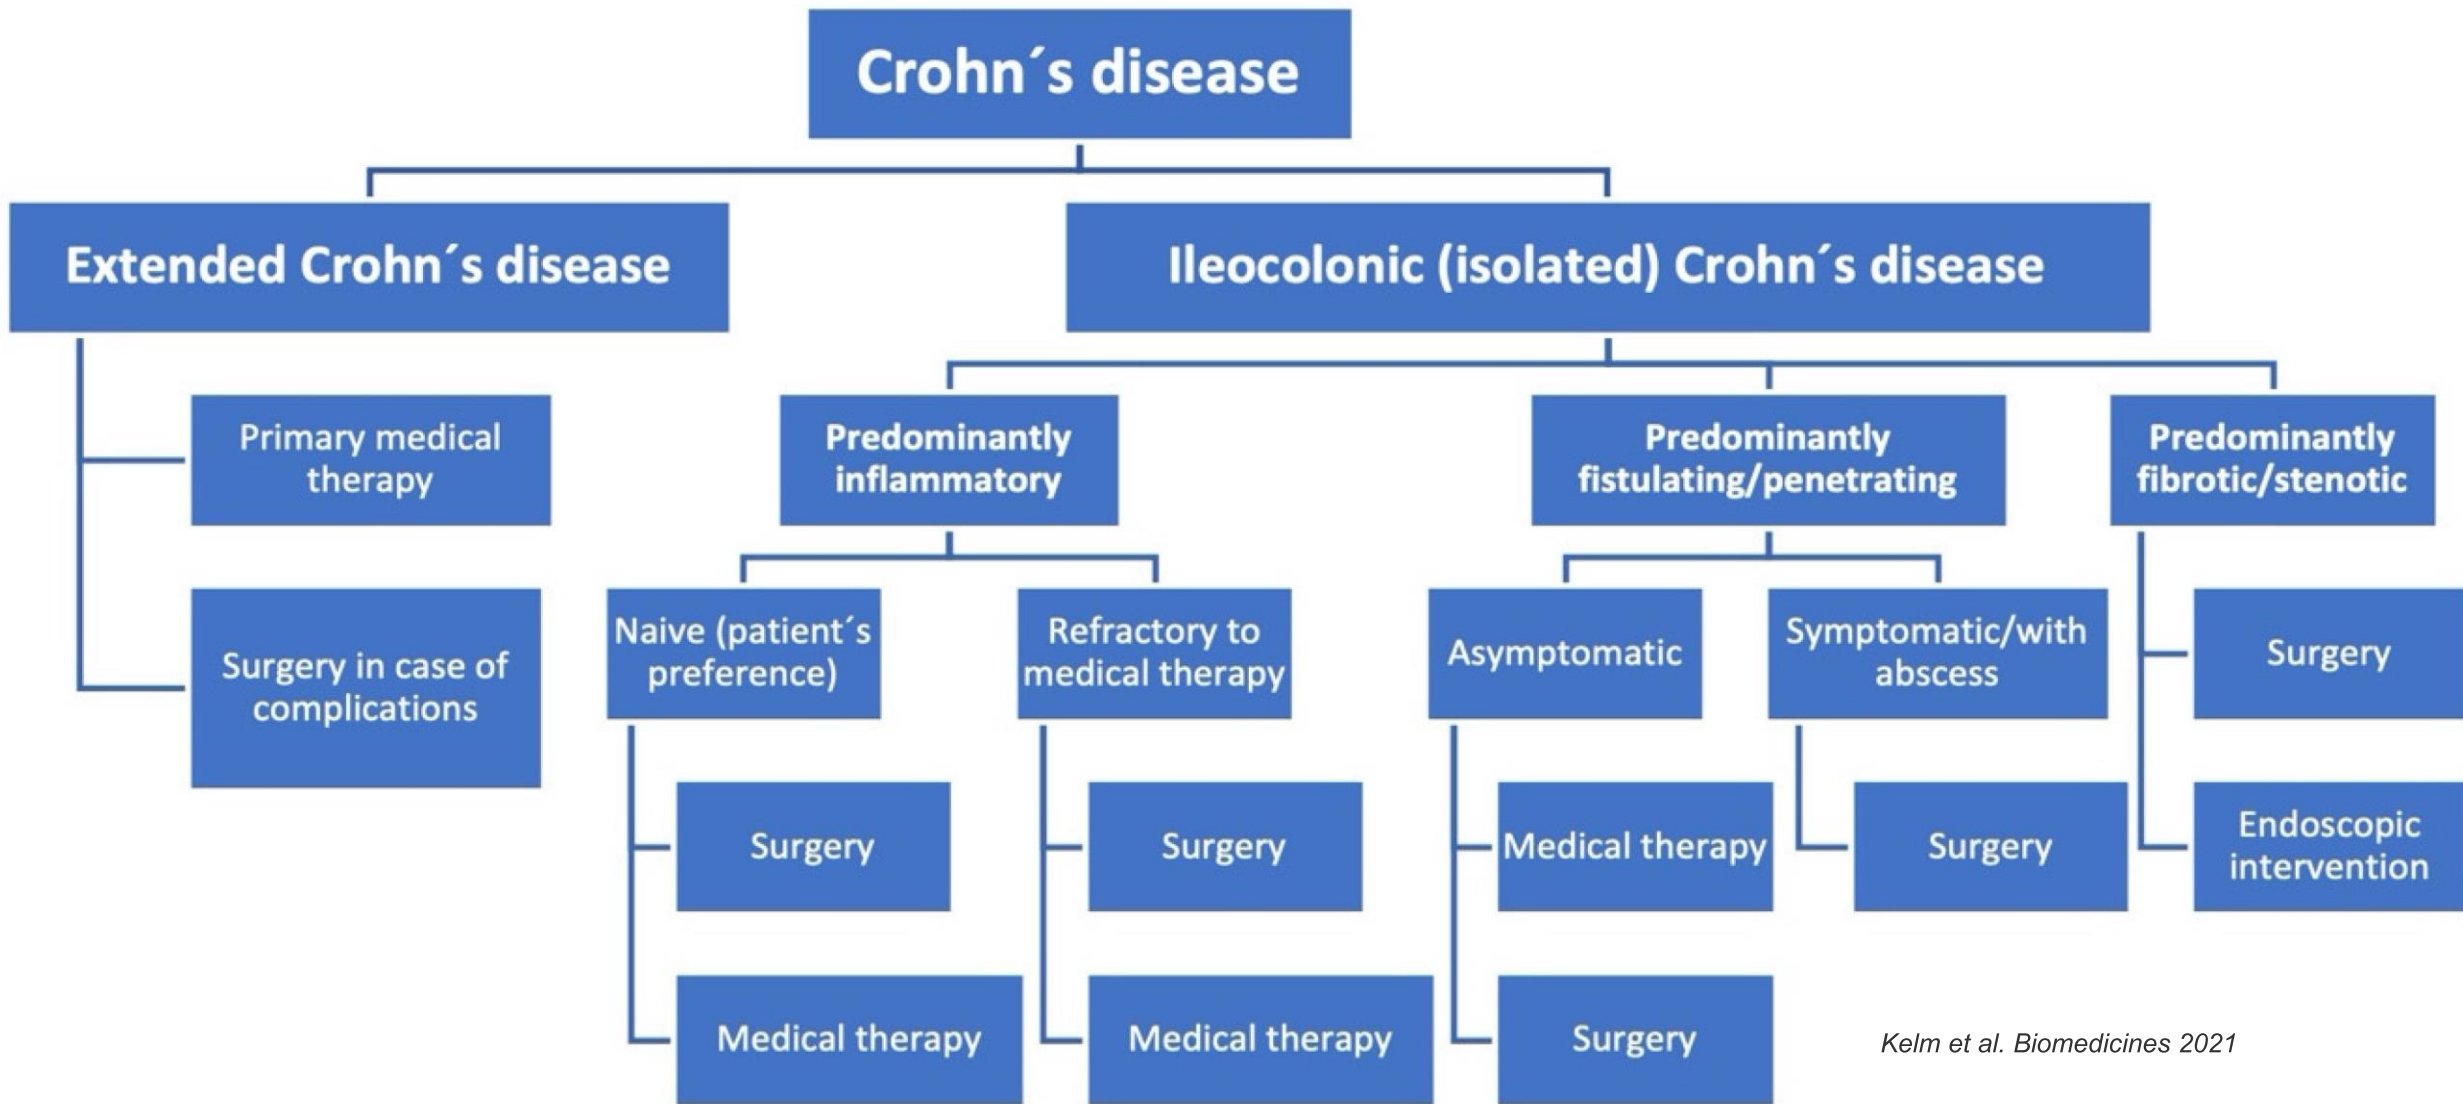 Crohn´s disease
Extended Crohn´s disease
Ileocolonic (isolated) Crohn´s disease
Primary medical
therapy
Surgery in case of
complications
Predominantly
inflammatory
Naive (patient´s
preference)
Surgery
Medical therapy
Refractory to
medical therapy
Surgery
Medical therapy
Predominantly
fistulating/penetrating
Asymptomatic
Medical therapy
Surgery
Symptomatic/with
abscess
Surgery
Predominantly
fibrotic/stenotic
Surgery
Endoscopic
intervention
Kelm et al. Biomedicines 2021